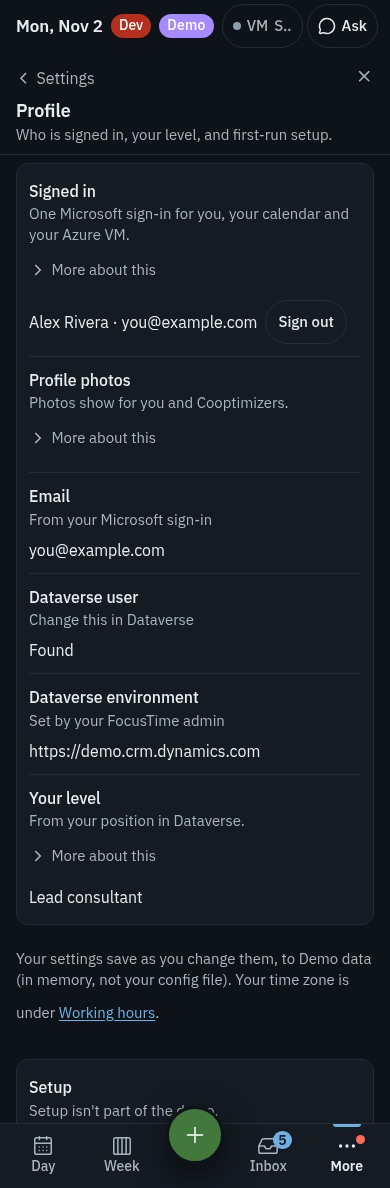 Mon, Nov 2 Dev Demo VM S.. Ask
Settings
Profile
Who is signed in, your level, and first-run setup.
Signed in
One Microsoft sign-in for you, your calendar and
your Azure VM.
More about this
Alex Rivera · you@example.com Sign out
Profile photos
Photos show for you and Cooptimizers.
More about this
Email
From your Microsoft sign-in
you@example.com
Dataverse user
Change this in Dataverse
Found
Dataverse environment
Set by your FocusTime admin
https://demo.crm.dynamics.com
Your level
From your position in Dataverse.
More about this
Lead consultant
Your settings save as you change them, to Demo data
(in memory, not your config file). Your time zone is
under Working hours.
Setup
Setup isn't part of the
Day Week Inbox 5 More